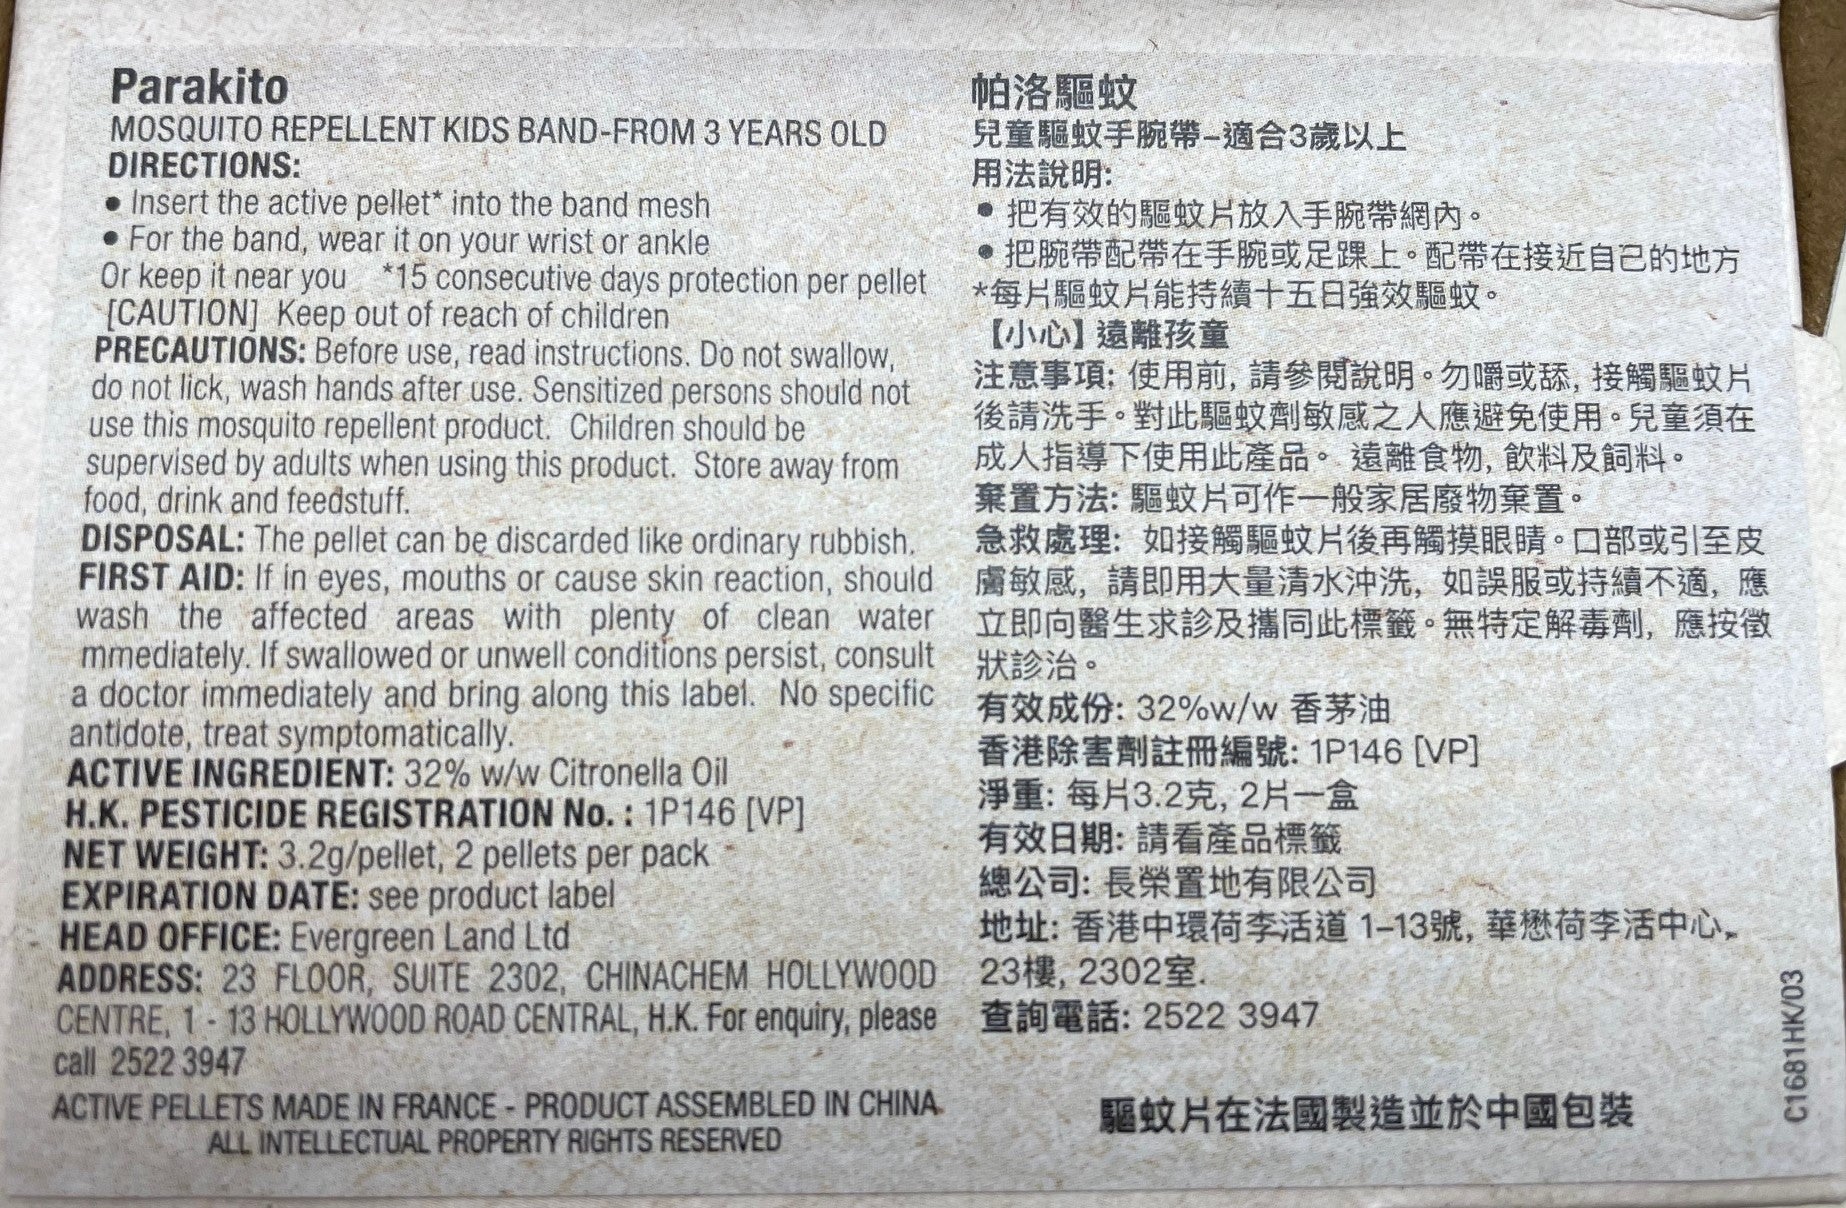 Parakito
MOSQUITO REPELLENT KIDS BAND-FROM 3 YEARS OLD
DIRECTIONS:
• Insert the active pellet* into the band mesh
• For the band, wear it on your wrist or ankle
Or keep it near you *15 consecutive days protection per pellet
[CAUTION] Keep out of reach of children
PRECAUTIONS: Before use, read instructions. Do not swallow,
do not lick, wash hands after use. Sensitized persons should not
use this mosquito repellent product. Children should be
supervised by adults when using this product. Store away from
food, drink and feedstuff.
DISPOSAL: The pellet can be discarded like ordinary rubbish.
FIRST AID: If in eyes, mouths or cause skin reaction, should
wash the affected areas with plenty of clean water
mmediately. If swallowed or unwell conditions persist, consult
a doctor immediately and bring along this label. No specific
antidote, treat symptomatically.
ACTIVE INGREDIENT: 32% w/w Citronella Oil
H.K. PESTICIDE REGISTRATION No. : 1P146 [VP]
NET WEIGHT: 3.2g/pellet, 2 pellets per pack
EXPIRATION DATE: see product label
HEAD OFFICE: Evergreen Land Ltd
ADDRESS: 23 FLOOR, SUITE 2302, CHINACHEM HOLLYWOOD
CENTRE, 1 - 13 HOLLYWOOD ROAD CENTRAL, H.K. For enquiry, please
call 2522 3947
ACTIVE PELLETS MADE IN FRANCE - PRODUCT ASSEMBLED IN CHINA
ALL INTELLECTUAL PROPERTY RIGHTS RESERVED
帕洛驅蚊
兒童驅蚊手腕帶–適合3歲以上
用法說明:
• 把有效的驅蚊片放入手腕帶網內。
• 把腕帶配帶在手腕或足踝上。配帶在接近自己的地方
*每片驅蚊片能持續十五日強效驅蚊。
【小心】遠離孩童
注意事項: 使用前, 請參閱說明。勿嚼或舔, 接觸驅蚊片
後請洗手。對此驅蚊劑敏感之人應避免使用。兒童須在
成人指導下使用此產品。 遠離食物, 飲料及飼料。
棄置方法: 驅蚊片可作一般家居廢物棄置。
急救處理: 如接觸驅蚊片後再觸摸眼睛。口部或引至皮
膚敏感, 請即用大量清水沖洗, 如誤服或持續不適, 應
立即向醫生求診及攜同此標籤。無特定解毒劑, 應按徵
狀診治。
有效成份: 32%w/w 香茅油
香港除害劑註冊編號: 1P146 [VP]
淨重: 每片3.2克, 2片一盒
有效日期: 請看產品標籤
總公司: 長榮置地有限公司
地址: 香港中環荷李活道 1–13號, 華懋荷李活中心,
23樓, 2302室.
查詢電話: 2522 3947
驅蚊片在法國製造並於中國包裝
C1681HK/03